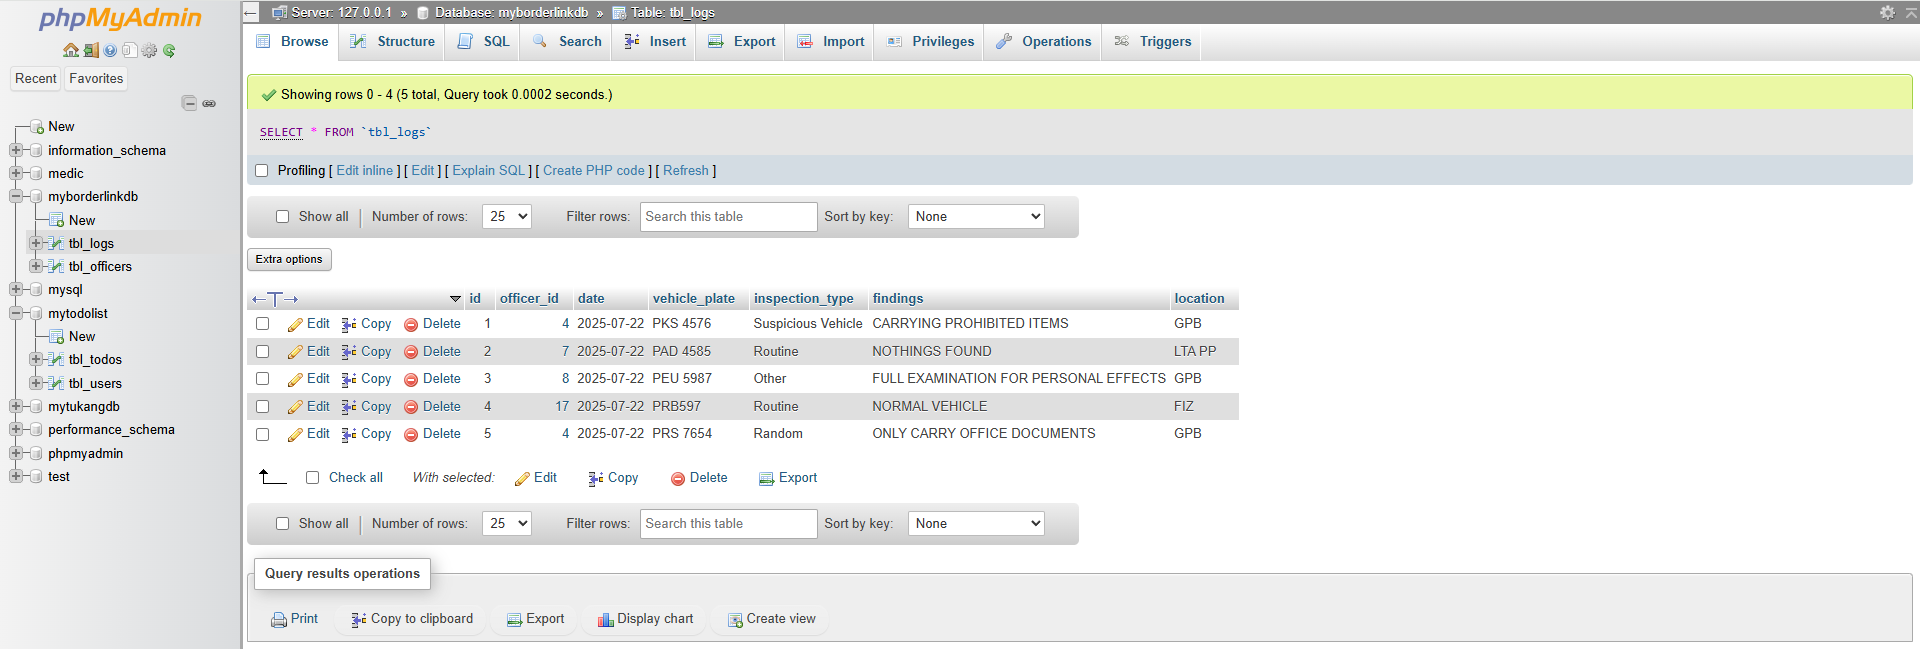 phpMyAdmin
Recent Favorites
New
information_schema
medic
myborderlinkdb
New
tbl_logs
tbl_officers
mysql
mytodolist
New
tbl_todos
tbl_users
mytukangdb
performance_schema
phpmyadmin
test
Server: 127.0.0.1 » Database: myborderlinkdb » Table: tbl_logs
Browse Structure SQL Search Insert Export Import Privileges Operations Triggers
Showing rows 0 - 4 (5 total, Query took 0.0002 seconds.)
SELECT * FROM `tbl_logs`
Profiling [ Edit inline ] [ Edit ] [ Explain SQL ] [ Create PHP code ] [ Refresh ]
Show all Number of rows: 25 Filter rows: Search this table Sort by key: None
Extra options
id officer_id date vehicle_plate inspection_type findings location
Edit Copy Delete 1 4 2025-07-22 PKS 4576 Suspicious Vehicle CARRYING PROHIBITED ITEMS GPB
Edit Copy Delete 2 7 2025-07-22 PAD 4585 Routine NOTHINGS FOUND LTA PP
Edit Copy Delete 3 8 2025-07-22 PEU 5987 Other FULL EXAMINATION FOR PERSONAL EFFECTS GPB
Edit Copy Delete 4 17 2025-07-22 PRB597 Routine NORMAL VEHICLE FIZ
Edit Copy Delete 5 4 2025-07-22 PRS 7654 Random ONLY CARRY OFFICE DOCUMENTS GPB
Check all With selected: Edit Copy Delete Export
Show all Number of rows: 25 Filter rows: Search this table Sort by key: None
Query results operations
Print Copy to clipboard Export Display chart Create view